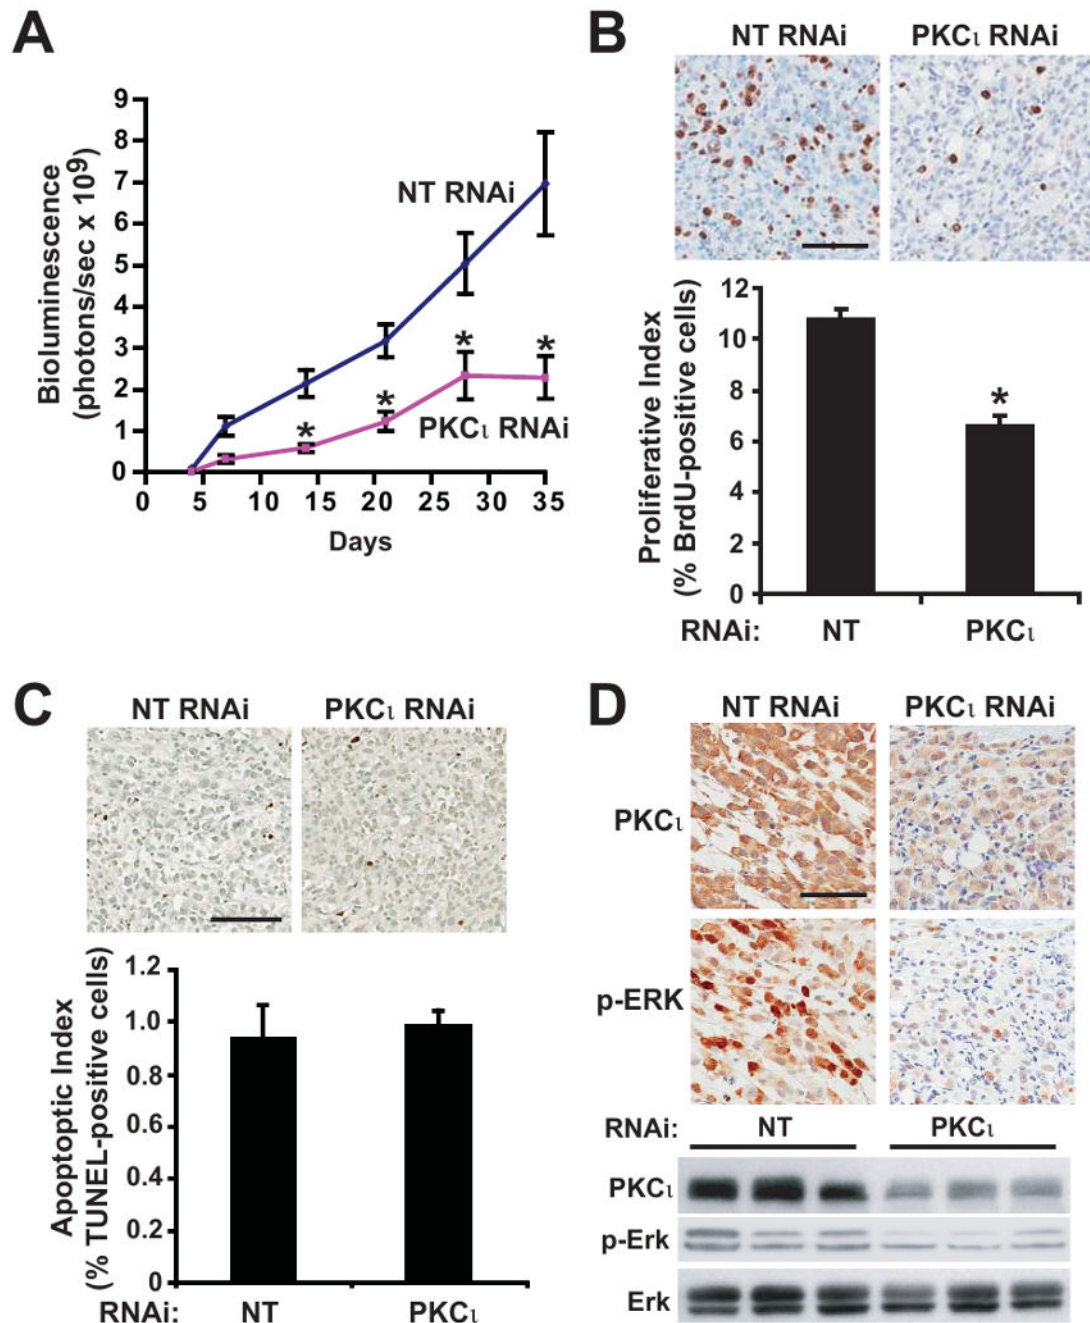 A
9
8
7
6
5
4
3
2
1
0
Bioluminescence
(photons/sec x 10⁹)
NT RNAi
*
*
*
*
PKCι RNAi
0 5 10 15 20 25 30 35
Days
B
NT RNAi PKCι RNAi
12
10
8
6
4
2
0
Proliferative Index
(% BrdU-positive cells)
*
RNAi: NT PKCι
C
NT RNAi PKCι RNAi
1.2
1.0
0.8
0.6
0.4
0.2
0
Apoptotic Index
(% TUNEL-positive cells)
RNAi: NT PKCι
D
NT RNAi PKCι RNAi
PKCι
p-ERK
RNAi: NT PKCι
PKCι
p-Erk
Erk